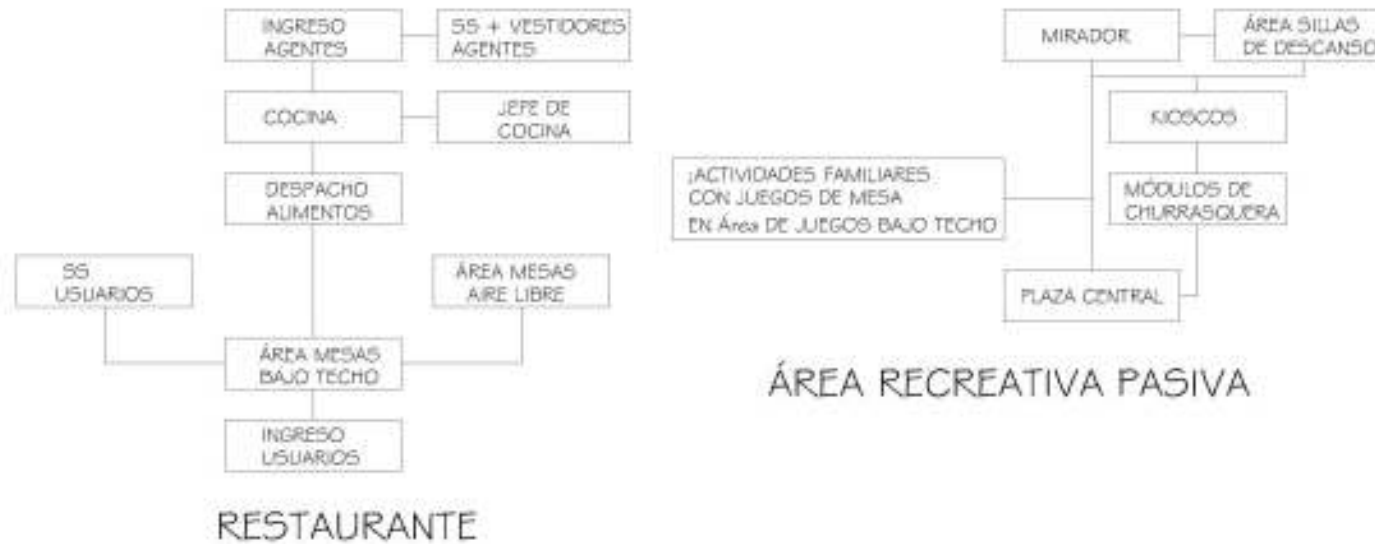 INGRESO
AGENTES
SS + VESTIDORES
AGENTES
COCINA
JEFE DE
COCINA
DESPACHO
ALIMENTOS
SS
USUARIOS
ÁREA MESAS
AIRE LIBRE
ÁREA MESAS
BAJO TECHO
INGRESO
USUARIOS
RESTAURANTE
MIRADOR
ÁREA SILLAS
DE DESCANSO
KIOSCOS
¡ACTIVIDADES FAMILIARES
CON JUEGOS DE MESA
EN Área DE JUEGOS BAJO TECHO
MÓDULOS DE
CHURRASQUERA
PLAZA CENTRAL
ÁREA RECREATIVA PASIVA